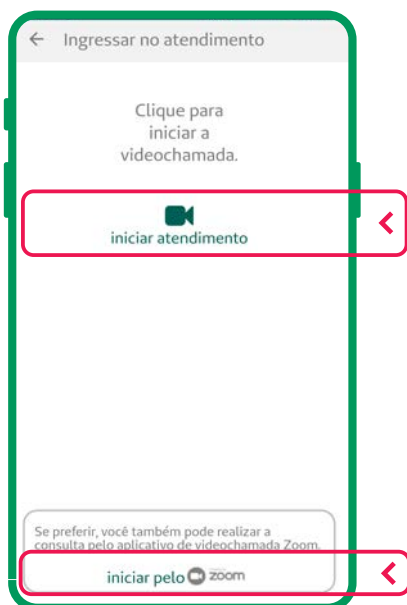 Ingressar no atendimento
Clique para
iniciar a
videochamada.
iniciar atendimento
Se preferir, você também pode realizar a
consulta pelo aplicativo de videochamada Zoom.
iniciar pelo zoom